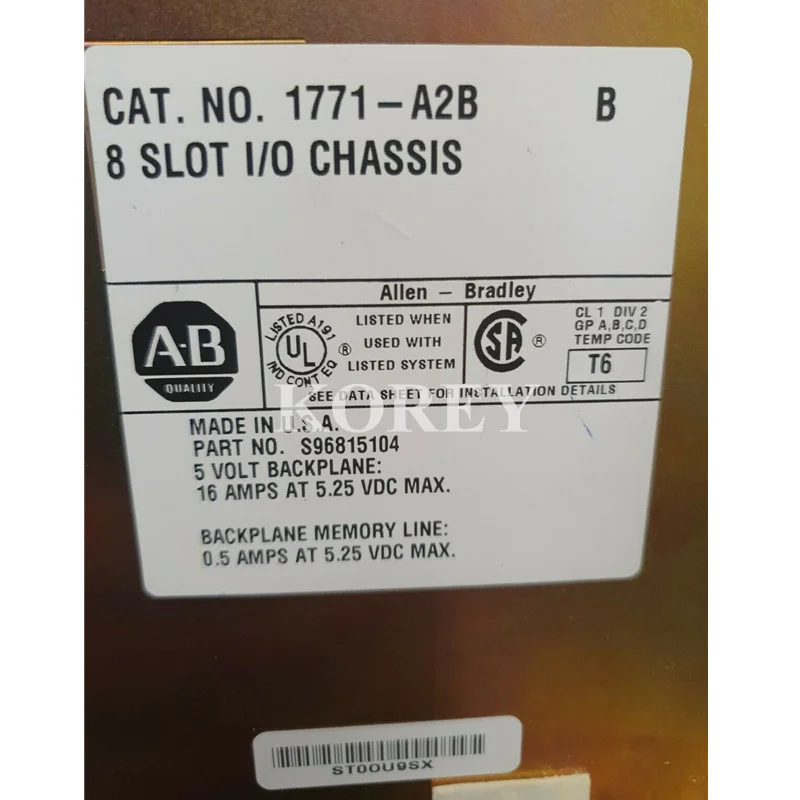 CAT. NO. 1771-A2B B
8 SLOT I/O CHASSIS
Allen - Bradley
A-B
QUALITY
LISTED A191
UL
IND CONT EQ
®
LISTED WHEN
USED WITH
LISTED SYSTEM
SA
®
CL 1 DIV 2
GP A,B,C,D
TEMP CODE
T6
SEE DATA SHEET FOR INSTALLATION DETAILS
KOREY
MADE IN U.S.A.
PART NO. S96815104
5 VOLT BACKPLANE:
16 AMPS AT 5.25 VDC MAX.
BACKPLANE MEMORY LINE:
0.5 AMPS AT 5.25 VDC MAX.
ST00U9SX